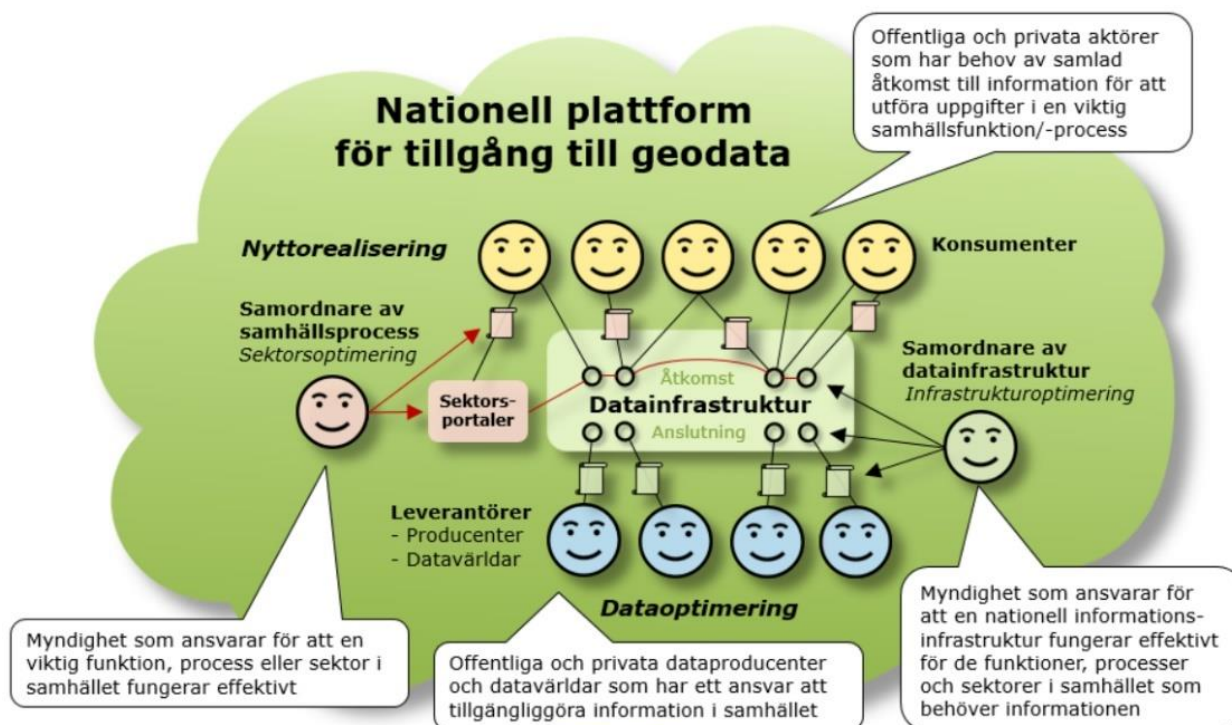 Offentliga och privata aktörer
som har behov av samlad
åtkomst till information för att
utföra uppgifter i en viktig
samhällsfunktion/-process
Nationell plattform
för tillgång till geodata
Nyttorealisering
Konsumenter
Samordnare av
samhällsprocess
Sektorsoptimering
Samordnare av
datainfrastruktur
Infrastrukturoptimering
Sektors-
portaler
Åtkomst
Datainfrastruktur
Anslutning
Leverantörer
- Producenter
- Datavärldar
Dataoptimering
Myndighet som ansvarar för att en
viktig funktion, process eller sektor i
samhället fungerar effektivt
Offentliga och privata dataproducenter
och datavärldar som har ett ansvar att
tillgängliggöra information i samhället
Myndighet som ansvarar för
att en nationell informations-
infrastruktur fungerar effektivt
för de funktioner, processer
och sektorer i samhället som
behöver informationen